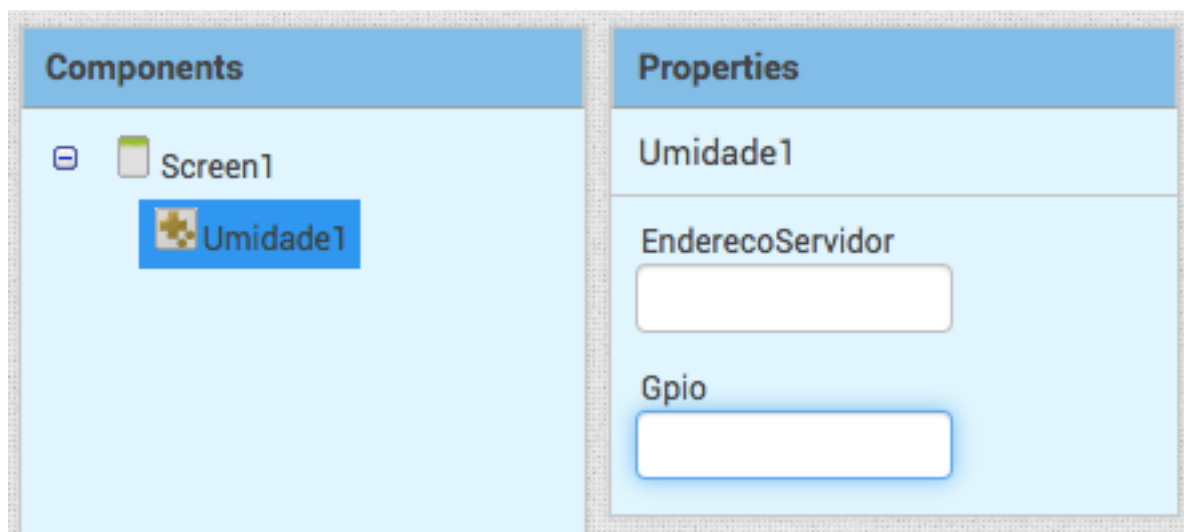 Components
Screen1
Umidade1
Properties
Umidade1
EnderecoServidor
Gpio